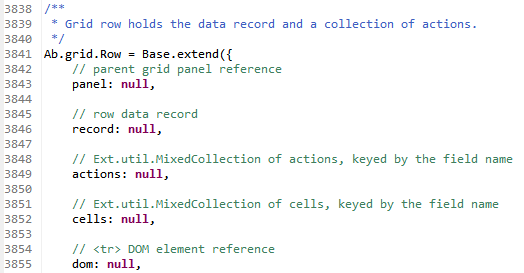 3838 /**
3839  * Grid row holds the data record and a collection of actions.
3840  */
3841 Ab.grid.Row = Base.extend({
3842     // parent grid panel reference
3843     panel: null,
3844
3845     // row data record
3846     record: null,
3847
3848     // Ext.util.MixedCollection of actions, keyed by the field name
3849     actions: null,
3850
3851     // Ext.util.MixedCollection of cells, keyed by the field name
3852     cells: null,
3853
3854     // <tr> DOM element reference
3855     dom: null,